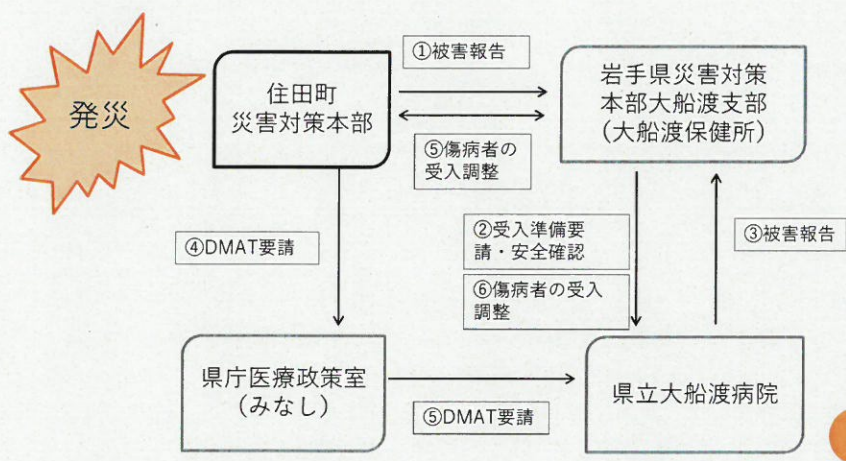 発災
住田町
災害対策本部
①被害報告
⑤傷病者の
受入調整
岩手県災害対策
本部大船渡支部
（大船渡保健所）
④DMAT要請
②受入準備要
請・安全確認
⑥傷病者の受入
調整
③被害報告
県庁医療政策室
（みなし）
⑤DMAT要請
県立大船渡病院